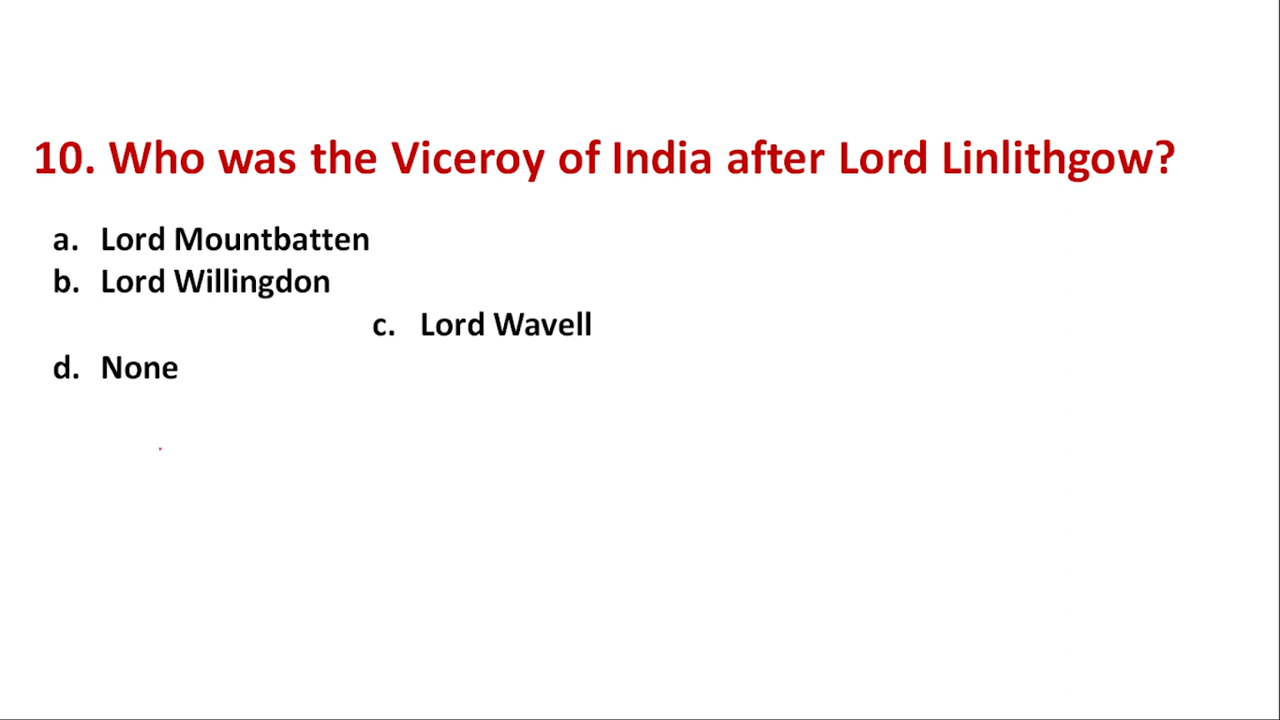 10. Who was the Viceroy of India after Lord Linlithgow?
a. Lord Mountbatten
b. Lord Willingdon
c. Lord Wavell
d. None